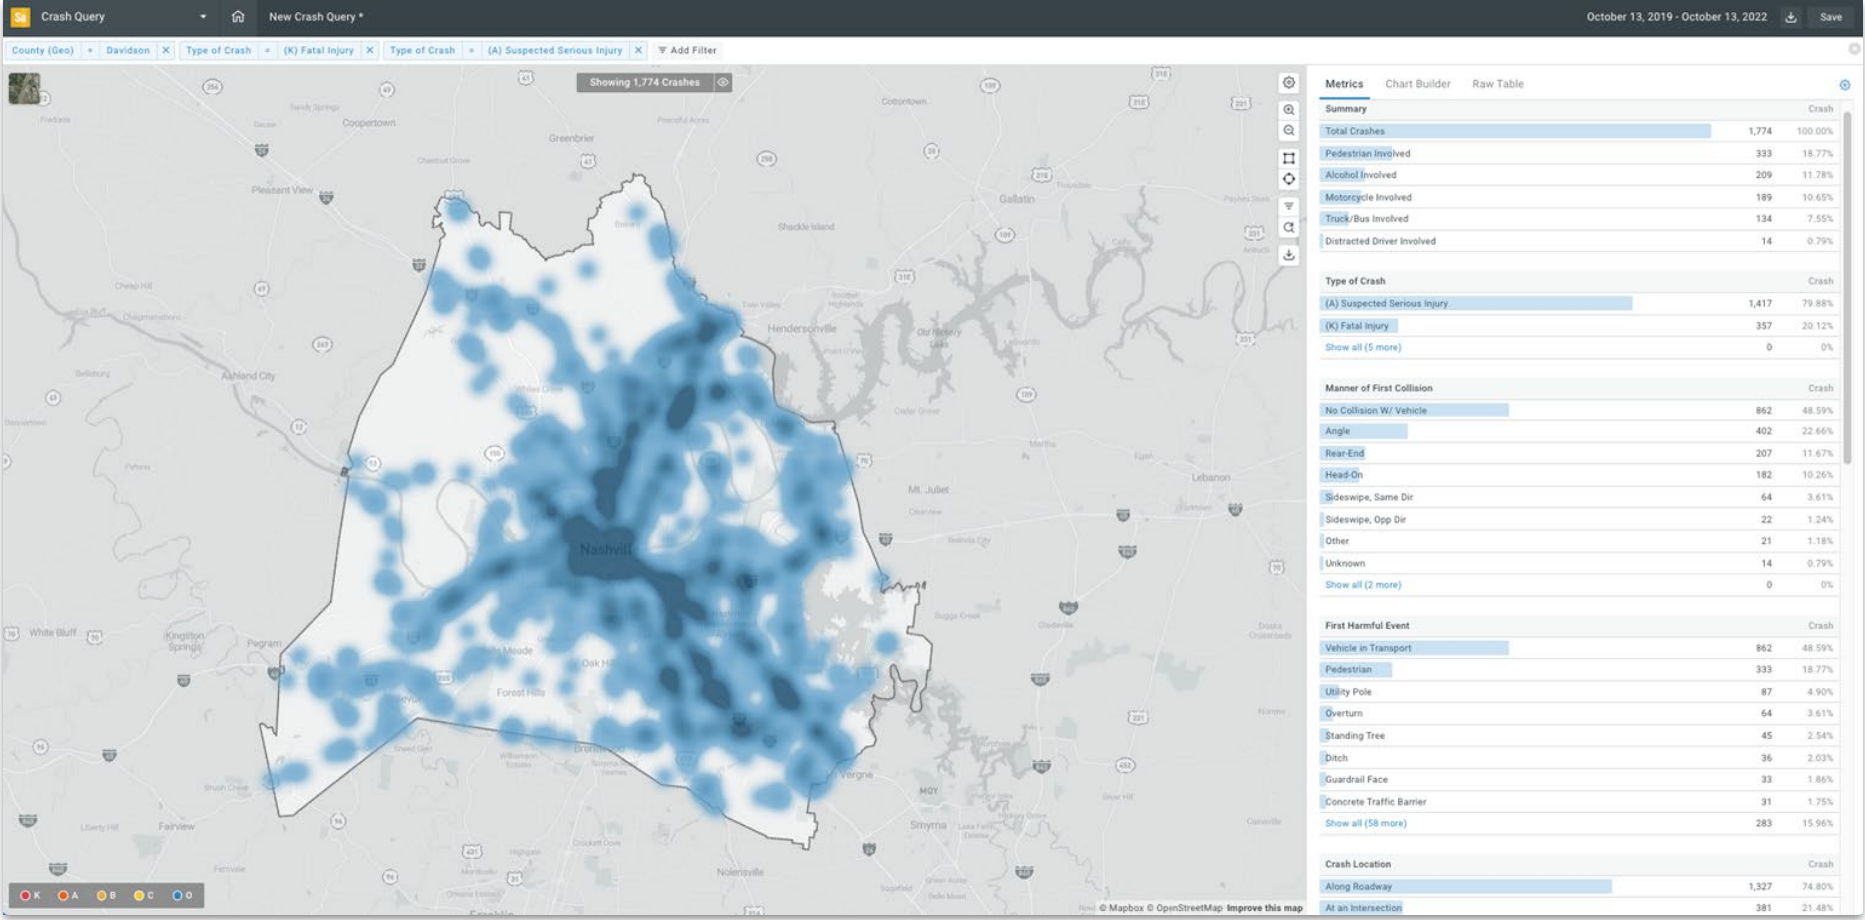 Crash Query
New Crash Query *
October 13, 2019 - October 13, 2022
Save
County (Geo) = Davidson × Type of Crash = (K) Fatal Injury × Type of Crash = (A) Suspected Serious Injury × Add Filter
Showing 1,774 Crashes
Coopertown
Greenbrier
Cottontown
Pleasant View
Gallatin
Shackle Island
Hendersonville
Ashland City
Mt. Juliet
Lebanon
Nashvill
White Bluff
Kingston Springs
Pegram
Oak Hill
Forest Hills
Fairview
Smyrna
Nolensville
MQY
K A B C O
© Mapbox © OpenStreetMap Improve this map
Metrics Chart Builder Raw Table
Summary Crash
Total Crashes 1,774 100.00%
Pedestrian Involved 333 18.77%
Alcohol Involved 209 11.78%
Motorcycle Involved 189 10.65%
Truck/Bus Involved 134 7.55%
Distracted Driver Involved 14 0.79%
Type of Crash Crash
(A) Suspected Serious Injury 1,417 79.88%
(K) Fatal Injury 357 20.12%
Show all (5 more) 0 0%
Manner of First Collision Crash
No Collision W/ Vehicle 862 48.59%
Angle 402 22.66%
Rear-End 207 11.67%
Head-On 182 10.26%
Sideswipe, Same Dir 64 3.61%
Sideswipe, Opp Dir 22 1.24%
Other 21 1.18%
Unknown 14 0.79%
Show all (2 more) 0 0%
First Harmful Event Crash
Vehicle in Transport 862 48.59%
Pedestrian 333 18.77%
Utility Pole 87 4.90%
Overturn 64 3.61%
Standing Tree 45 2.54%
Ditch 36 2.03%
Guardrail Face 33 1.86%
Concrete Traffic Barrier 31 1.75%
Show all (58 more) 283 15.96%
Crash Location Crash
Along Roadway 1,327 74.80%
At an Intersection 381 21.48%